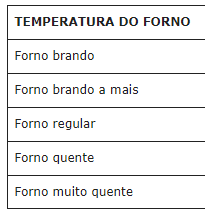 TEMPERATURA DO FORNO
Forno brando
Forno brando a mais
Forno regular
Forno quente
Forno muito quente